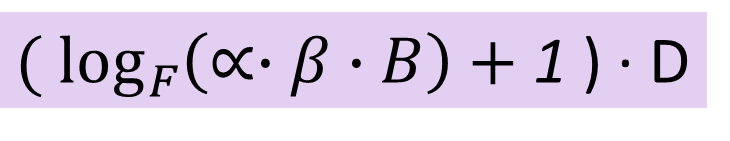 ( log_F(∝· β · B) + 1 ) · D